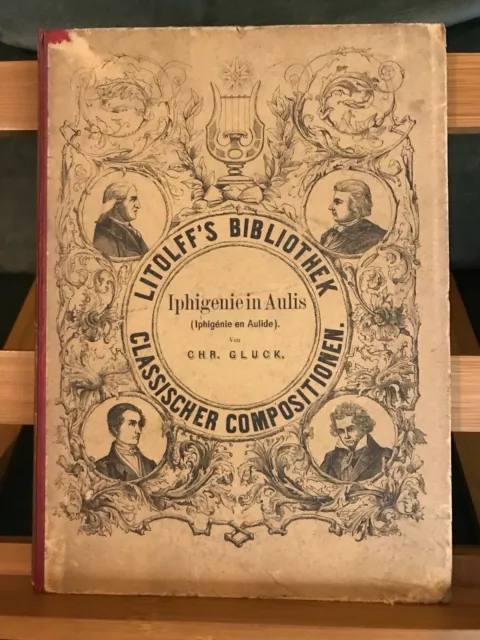 LITOLFF'S BIBLIOTHEK
Iphigenie in Aulis
(Iphigénie en Aulide).
Von
CHR. GLUCK.
CLASSISCHER COMPOSITIONEN.